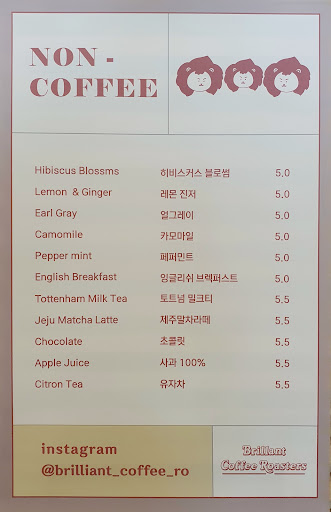 NON -
COFFEE
Hibiscus Blossms 히비스커스 블로썸 5.0
Lemon & Ginger 레몬 진저 5.0
Earl Gray 얼그레이 5.0
Camomile 카모마일 5.0
Pepper mint 페퍼민트 5.0
English Breakfast 잉글리쉬 브렉퍼스트 5.0
Tottenham Milk Tea 토트넘 밀크티 5.5
Jeju Matcha Latte 제주말차라떼 5.5
Chocolate 초콜릿 5.5
Apple Juice 사과 100% 5.5
Citron Tea 유자차 5.5
instagram
@brilliant_coffee_ro
Brillant
Coffee Roasters